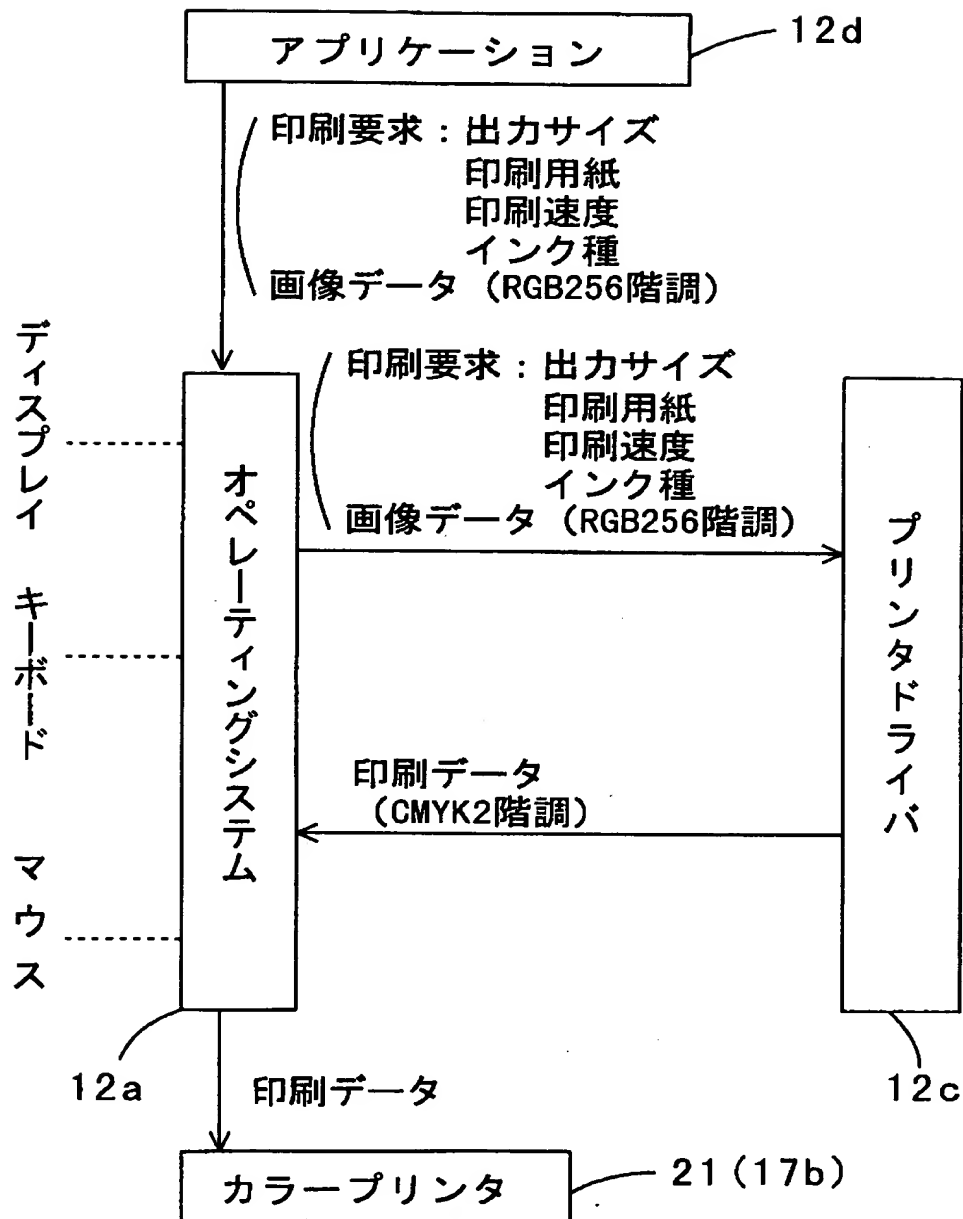 アプリケーション
12d
印刷要求：出力サイズ
印刷用紙
印刷速度
インク種
画像データ（RGB256階調）
ディスプレイ
キーボード
マウス
オペレーティングシステム
印刷要求：出力サイズ
印刷用紙
印刷速度
インク種
画像データ（RGB256階調）
プリンタドライバ
印刷データ
（CMYK2階調）
12a
印刷データ
12c
カラープリンタ
21(17b)